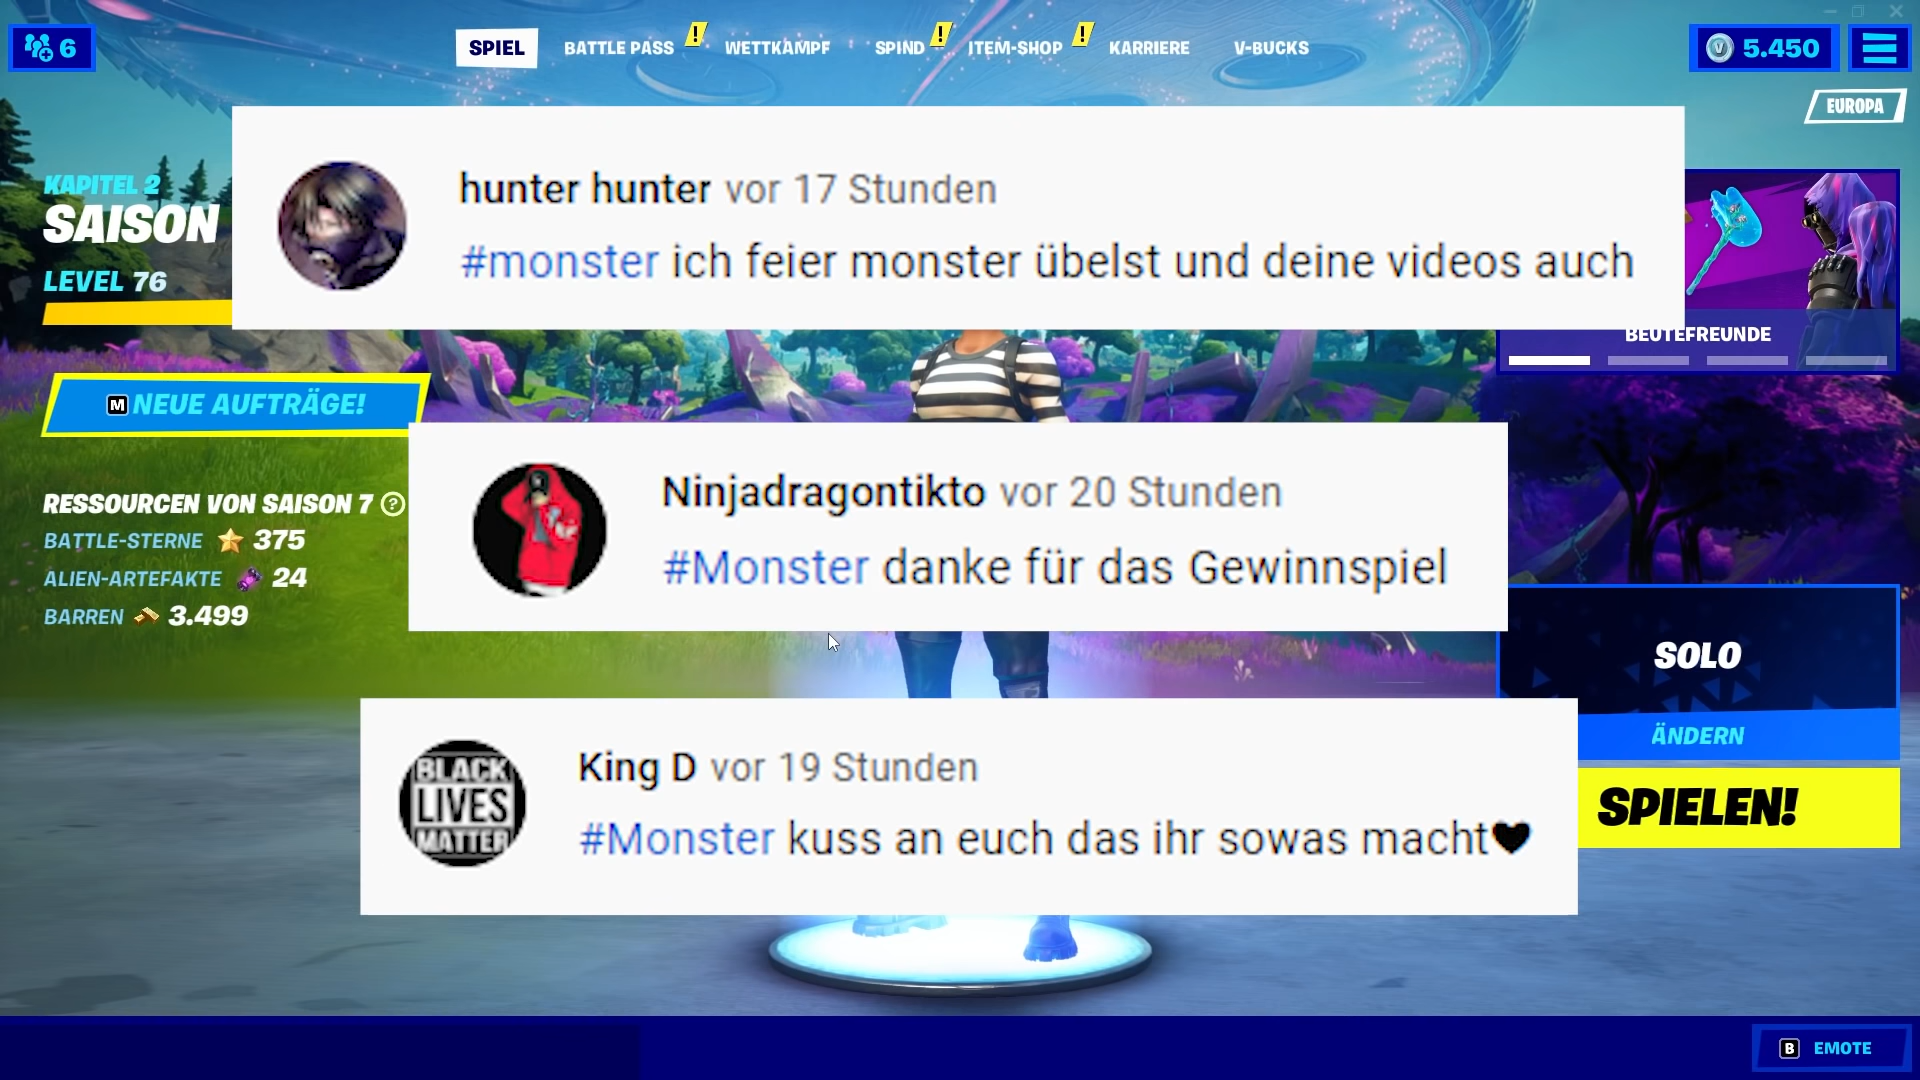 6
SPIEL
BATTLE PASS
!
WETTKAMPF
SPIND
!
ITEM-SHOP
!
KARRIERE
V-BUCKS
V 5.450
EUROPA
KAPITEL 2
SAISON
LEVEL 76
hunter hunter vor 17 Stunden
#monster ich feier monster übelst und deine videos auch
BEUTEFREUNDE
M NEUE AUFTRÄGE!
RESSOURCEN VON SAISON 7 ?
BATTLE-STERNE 375
ALIEN-ARTEFAKTE 24
BARREN 3.499
Ninjadragontikto vor 20 Stunden
#Monster danke für das Gewinnspiel
SOLO
ÄNDERN
SPIELEN!
BLACK
LIVES
MATTER
King D vor 19 Stunden
#Monster kuss an euch das ihr sowas macht🖤
B EMOTE